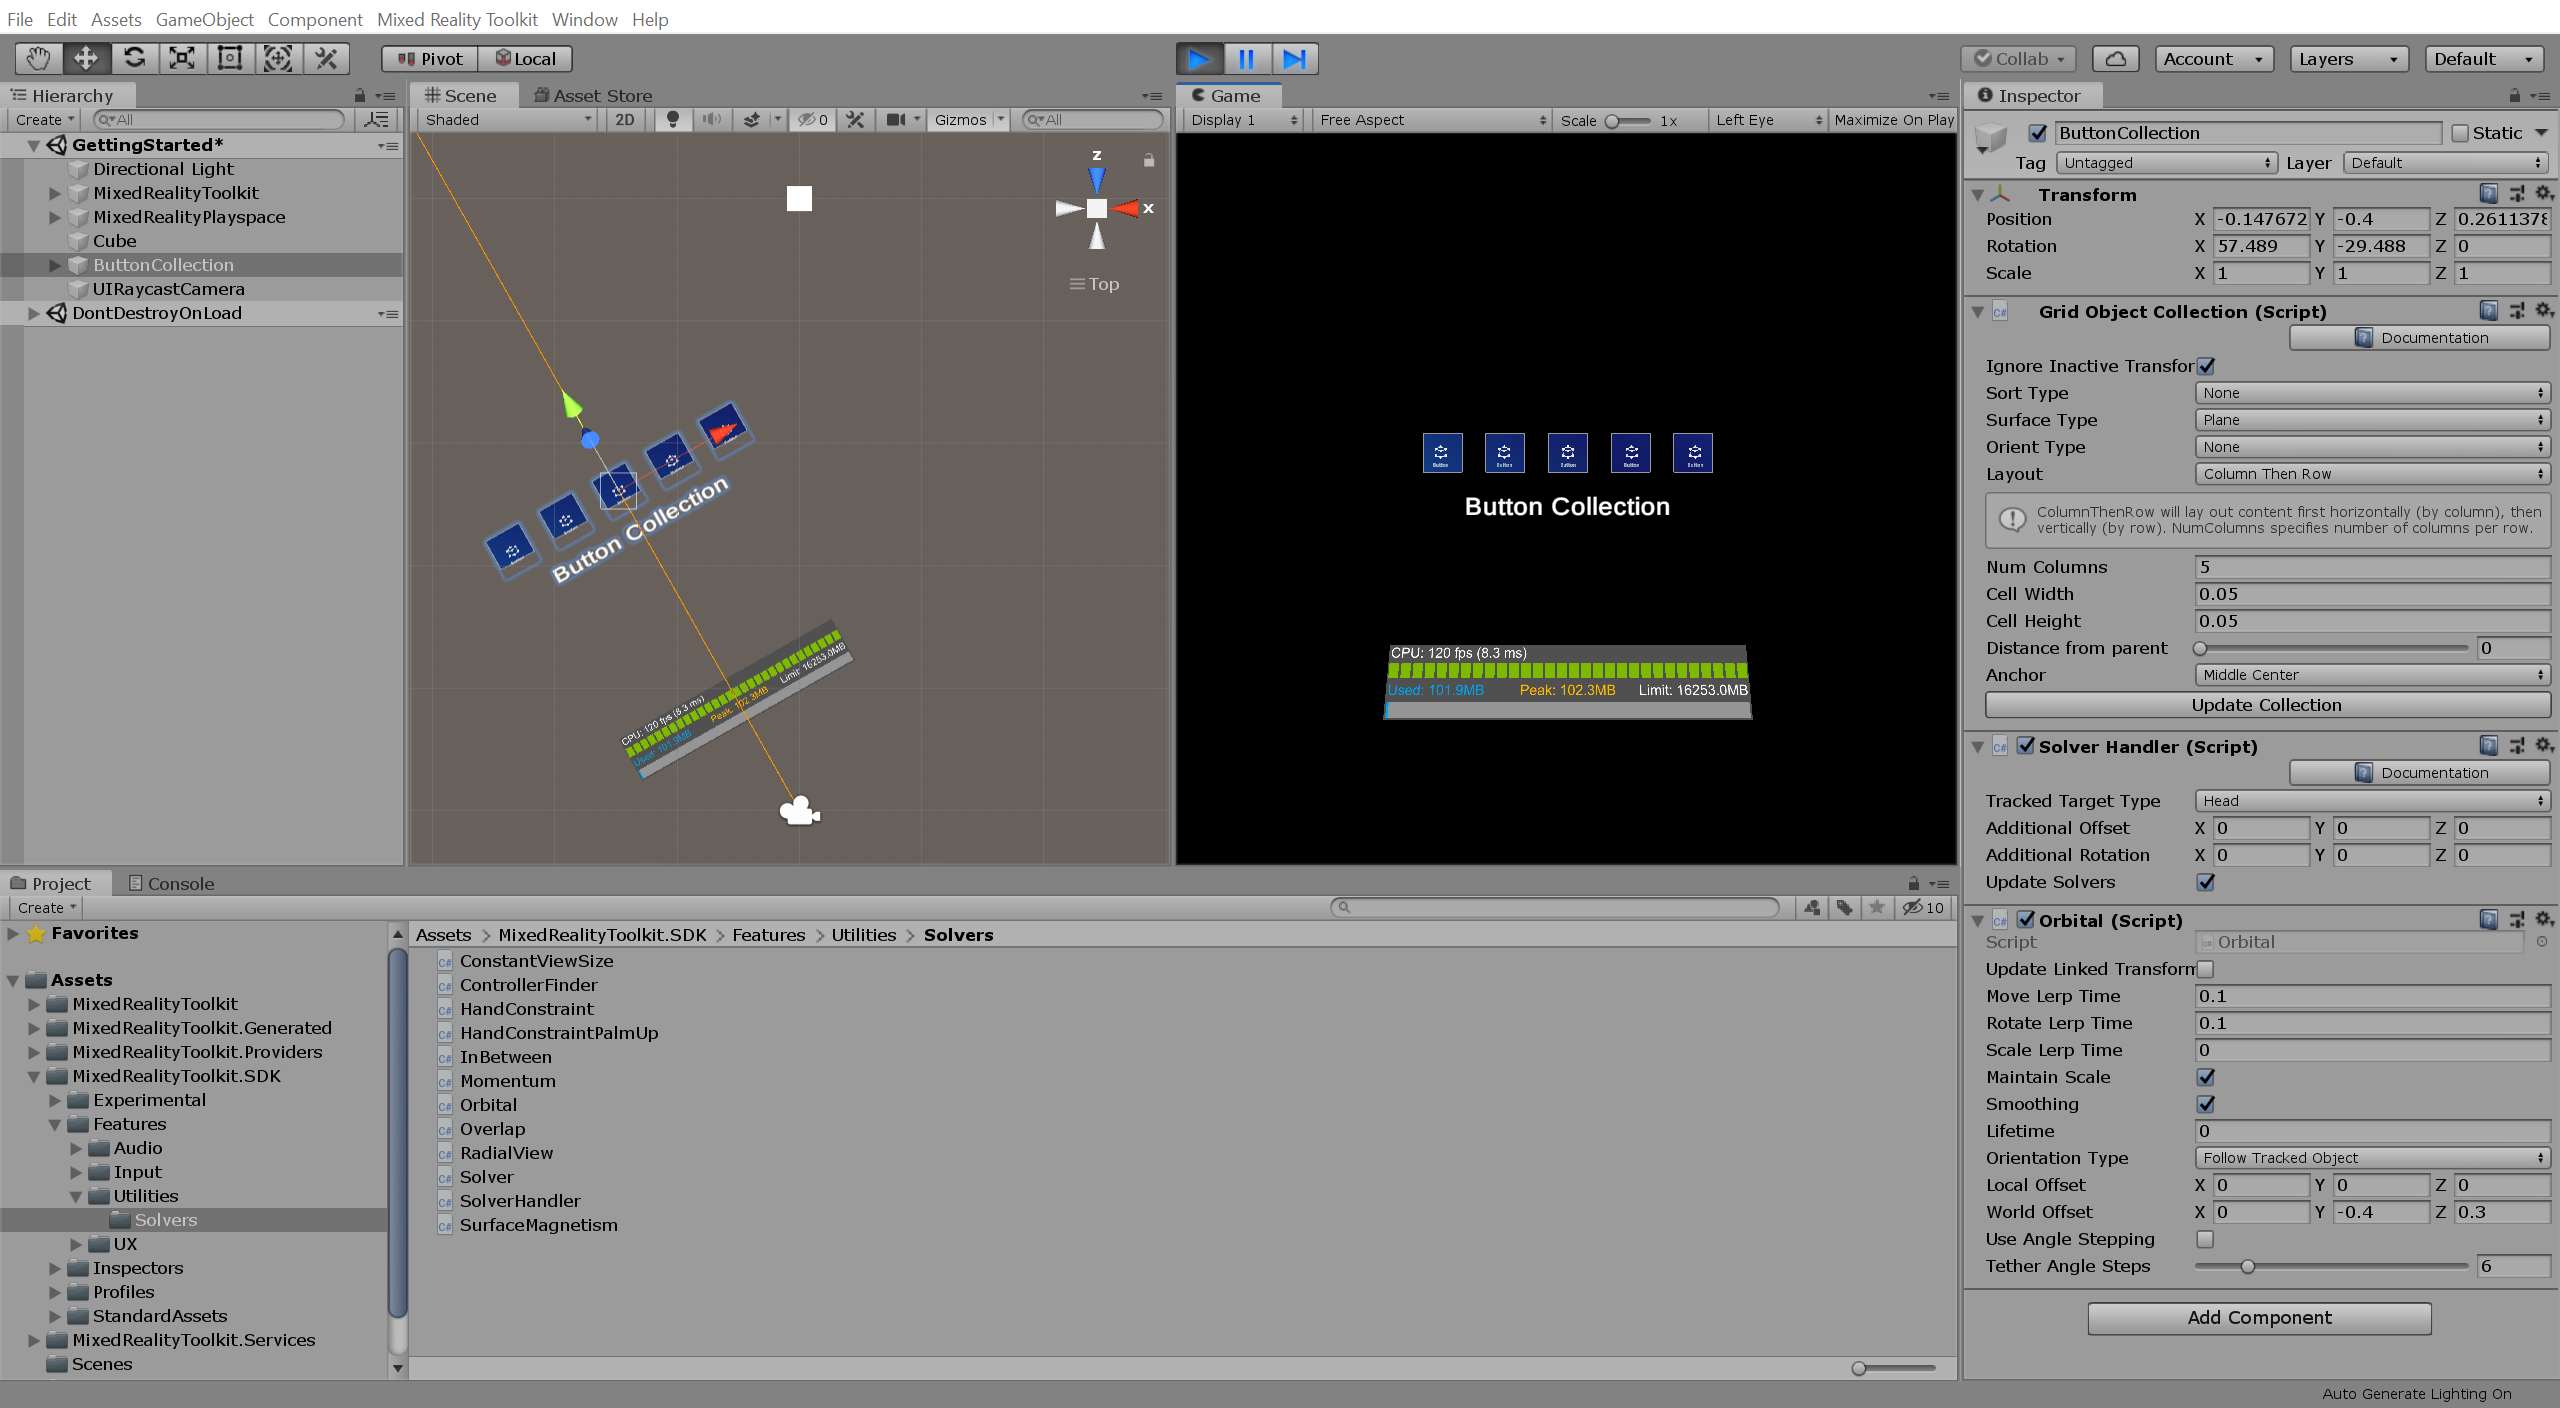 File Edit Assets GameObject Component Mixed Reality Toolkit Window Help
Pivot Local
Collab Account Layers Default
Hierarchy
Create All
GettingStarted*
Directional Light
MixedRealityToolkit
MixedRealityPlayspace
Cube
ButtonCollection
UIRaycastCamera
DontDestroyOnLoad
Scene Asset Store
Shaded 2D 0 Gizmos All
z
x
Top
Button Collection
CPU: 120 fps (8.3 ms)
Used: 101.9MB Peak: 102.3MB Limit: 16253.0MB
Game
Display 1 Free Aspect Scale 1x Left Eye Maximize On Play
Button Button Button Button Button
Button Collection
CPU: 120 fps (8.3 ms)
Used: 101.9MB Peak: 102.3MB Limit: 16253.0MB
Inspector
ButtonCollection Static
Tag Untagged Layer Default
Transform
Position X -0.147672 Y -0.4 Z 0.2611378
Rotation X 57.489 Y -29.488 Z 0
Scale X 1 Y 1 Z 1
C# Grid Object Collection (Script)
Documentation
Ignore Inactive Transfor
Sort Type None
Surface Type Plane
Orient Type None
Layout Column Then Row
ColumnThenRow will lay out content first horizontally (by column), then
vertically (by row). NumColumns specifies number of columns per row.
Num Columns 5
Cell Width 0.05
Cell Height 0.05
Distance from parent 0
Anchor Middle Center
Update Collection
C# Solver Handler (Script)
Documentation
Tracked Target Type Head
Additional Offset X 0 Y 0 Z 0
Additional Rotation X 0 Y 0 Z 0
Update Solvers
C# Orbital (Script)
Script Orbital
Update Linked Transform
Move Lerp Time 0.1
Rotate Lerp Time 0.1
Scale Lerp Time 0
Maintain Scale
Smoothing
Lifetime 0
Orientation Type Follow Tracked Object
Local Offset X 0 Y 0 Z 0
World Offset X 0 Y -0.4 Z 0.3
Use Angle Stepping
Tether Angle Steps 6
Add Component
Project Console
Create 10
Favorites
Assets
MixedRealityToolkit
MixedRealityToolkit.Generated
MixedRealityToolkit.Providers
MixedRealityToolkit.SDK
Experimental
Features
Audio
Input
Utilities
Solvers
UX
Inspectors
Profiles
StandardAssets
MixedRealityToolkit.Services
Scenes
Assets > MixedRealityToolkit.SDK > Features > Utilities > Solvers
C# ConstantViewSize
C# ControllerFinder
C# HandConstraint
C# HandConstraintPalmUp
C# InBetween
C# Momentum
C# Orbital
C# Overlap
C# RadialView
C# Solver
C# SolverHandler
C# SurfaceMagnetism
Auto Generate Lighting On